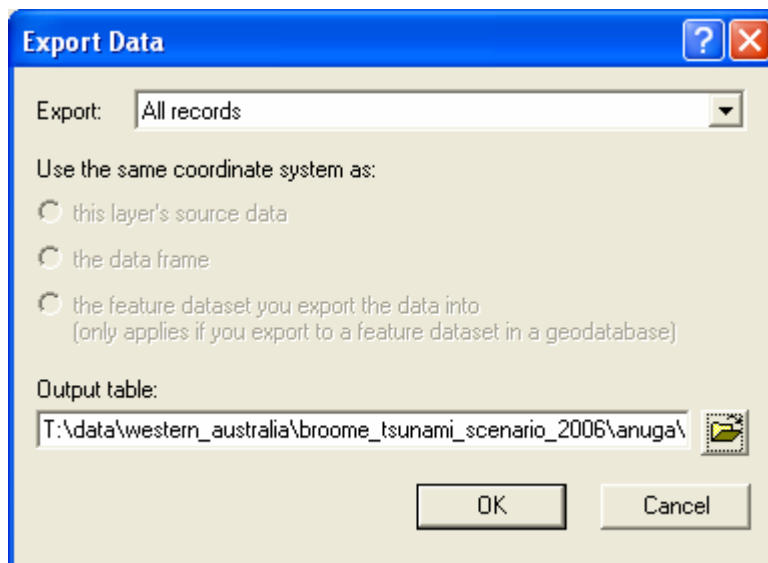 Export Data
Export: All records
Use the same coordinate system as:
this layer's source data
the data frame
the feature dataset you export the data into
(only applies if you export to a feature dataset in a geodatabase)
Output table:
T:\data\western_australia\broome_tsunami_scenario_2006\anuga\
OK Cancel